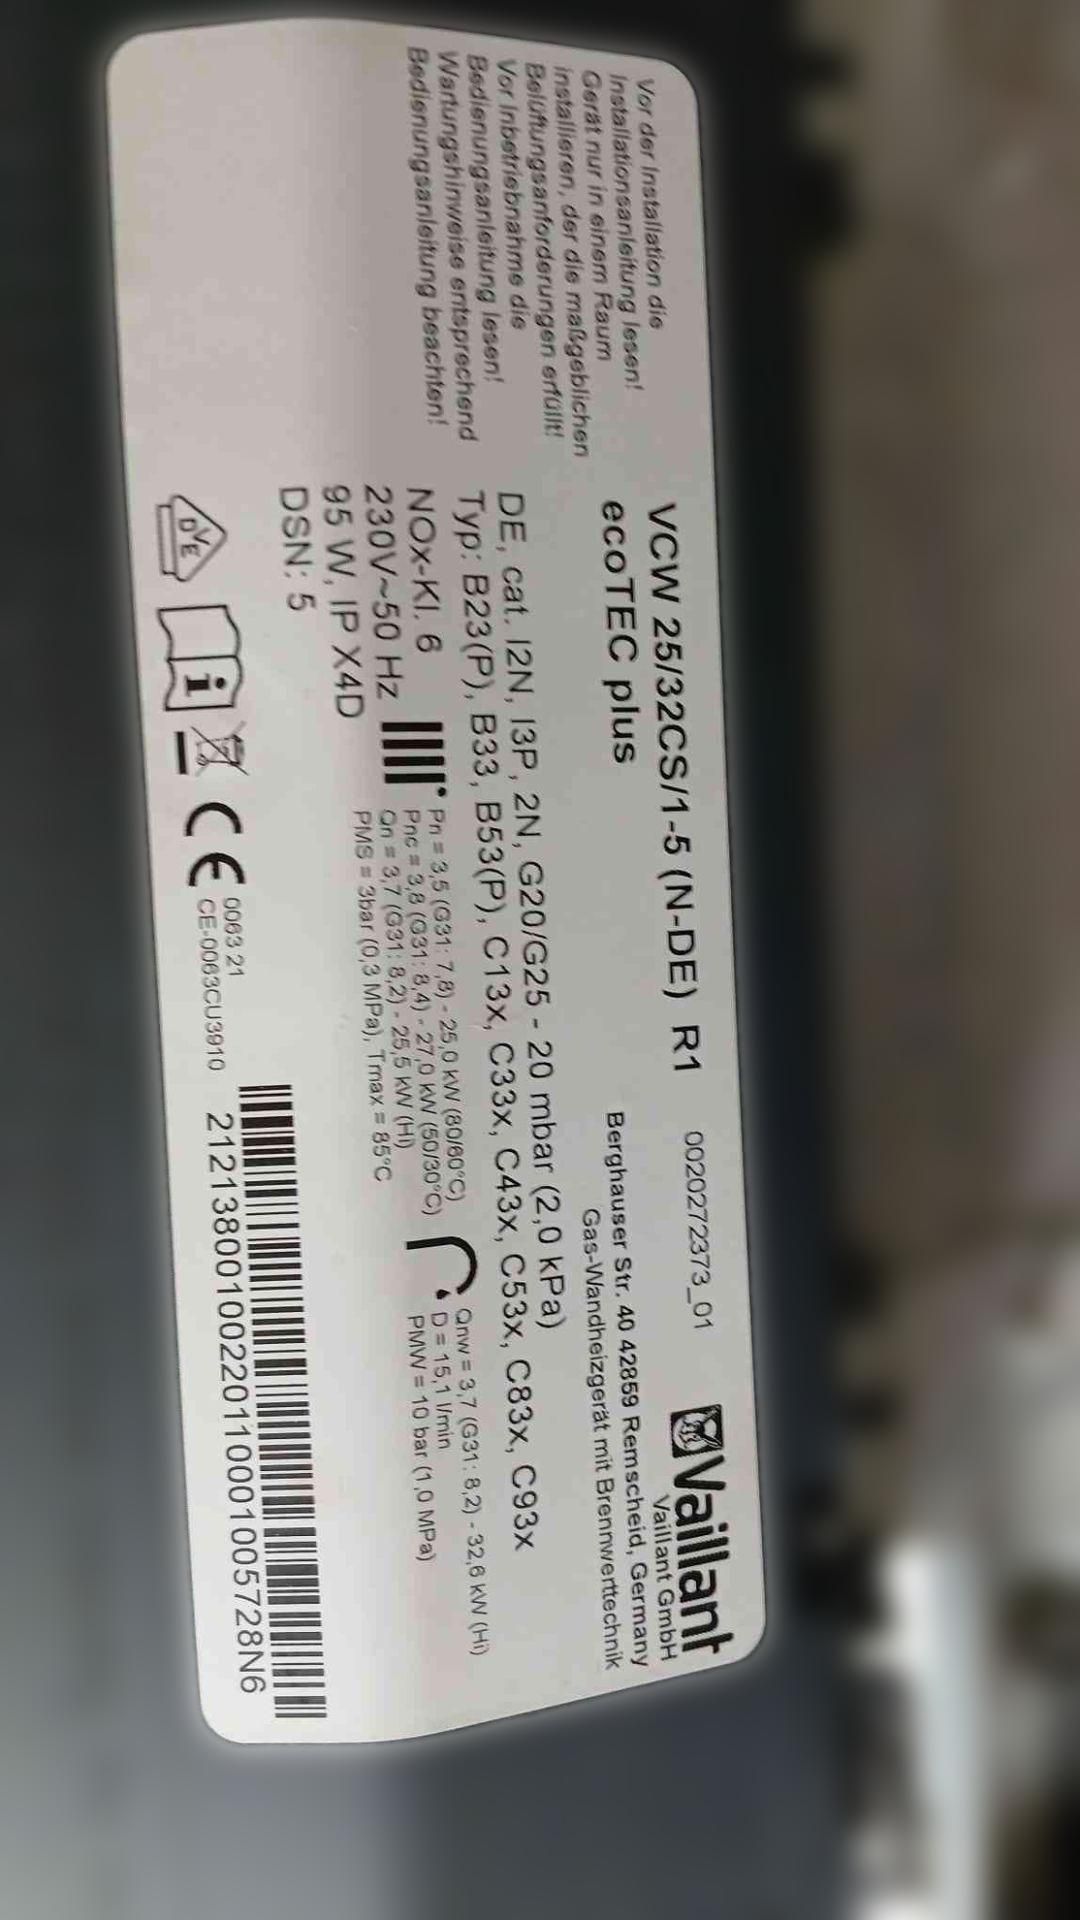 Vor der Installation die
Installationsanleitung lesen!
Gerät nur in einem Raum
installieren, der die maßgeblichen
Belüftungsanforderungen erfüllt!
Vor Inbetriebnahme die
Bedienungsanleitung lesen!
Wartungshinweise entsprechend
Bedienungsanleitung beachten!
VCW 25/32CS/1-5 (N-DE) R1
0020272373_01
Vaillant
ecoTEC plus
Vaillant GmbH
Berghauser Str. 40 42859 Remscheid, Germany
Gas-Wandheizgerät mit Brennwerttechnik
DE, cat. I2N, I3P, 2N, G20/G25 - 20 mbar (2,0 kPa)
Typ: B23(P), B33, B53(P), C13x, C33x, C43x, C53x, C83x, C93x
NOx-Kl. 6
230V~50 Hz
95 W, IP X4D
DSN: 5
Pn = 3,5 (G31: 7,8) - 25,0 kW (80/60°C)
Pnc = 3,8 (G31: 8,4) - 27,0 kW (50/30°C)
Qn = 3,7 (G31: 8,2) - 25,5 kW (Hi)
PMS = 3bar (0,3 MPa), Tmax = 85°C
Qnw = 3,7 (G31: 8,2) - 32,6 kW (Hi)
D = 15,1 l/min
PMW = 10 bar (1,0 MPa)
DVE
i
CE
0063 21
CE-0063CU3910
21213800100220110001005728N6